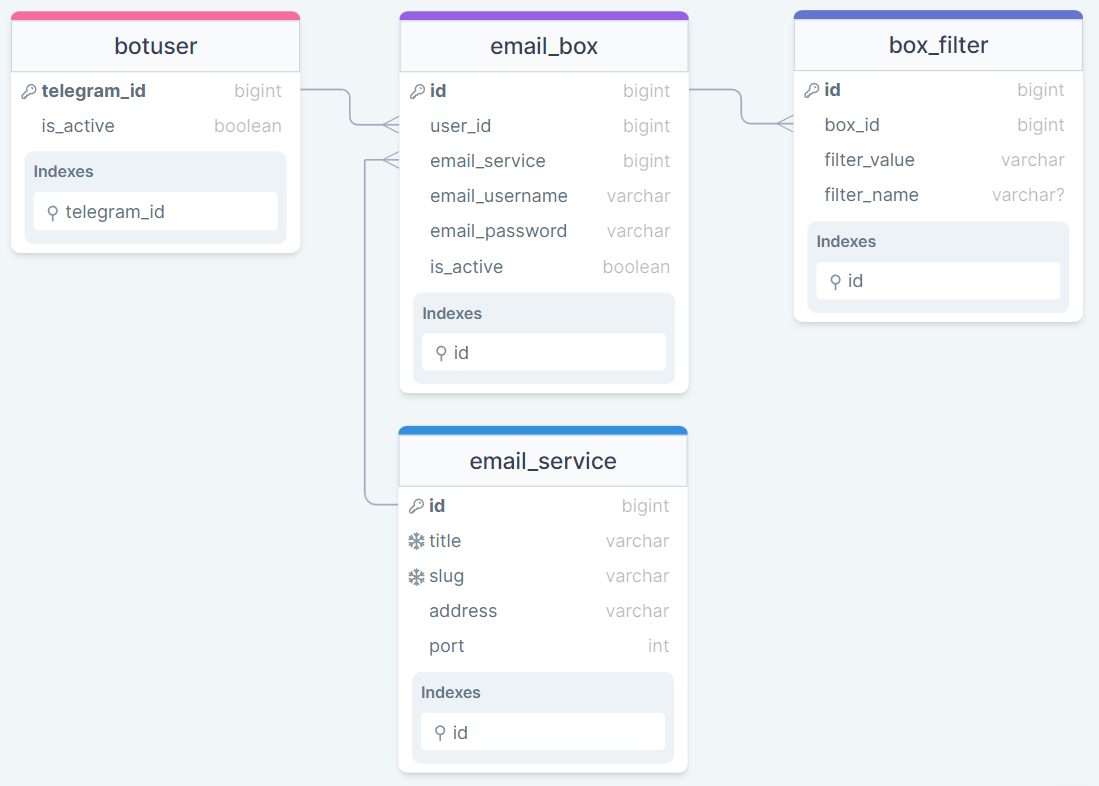 botuser
telegram_id bigint
is_active boolean
Indexes
telegram_id
email_box
id bigint
user_id bigint
email_service bigint
email_username varchar
email_password varchar
is_active boolean
Indexes
id
box_filter
id bigint
box_id bigint
filter_value varchar
filter_name varchar?
Indexes
id
email_service
id bigint
title varchar
slug varchar
address varchar
port int
Indexes
id